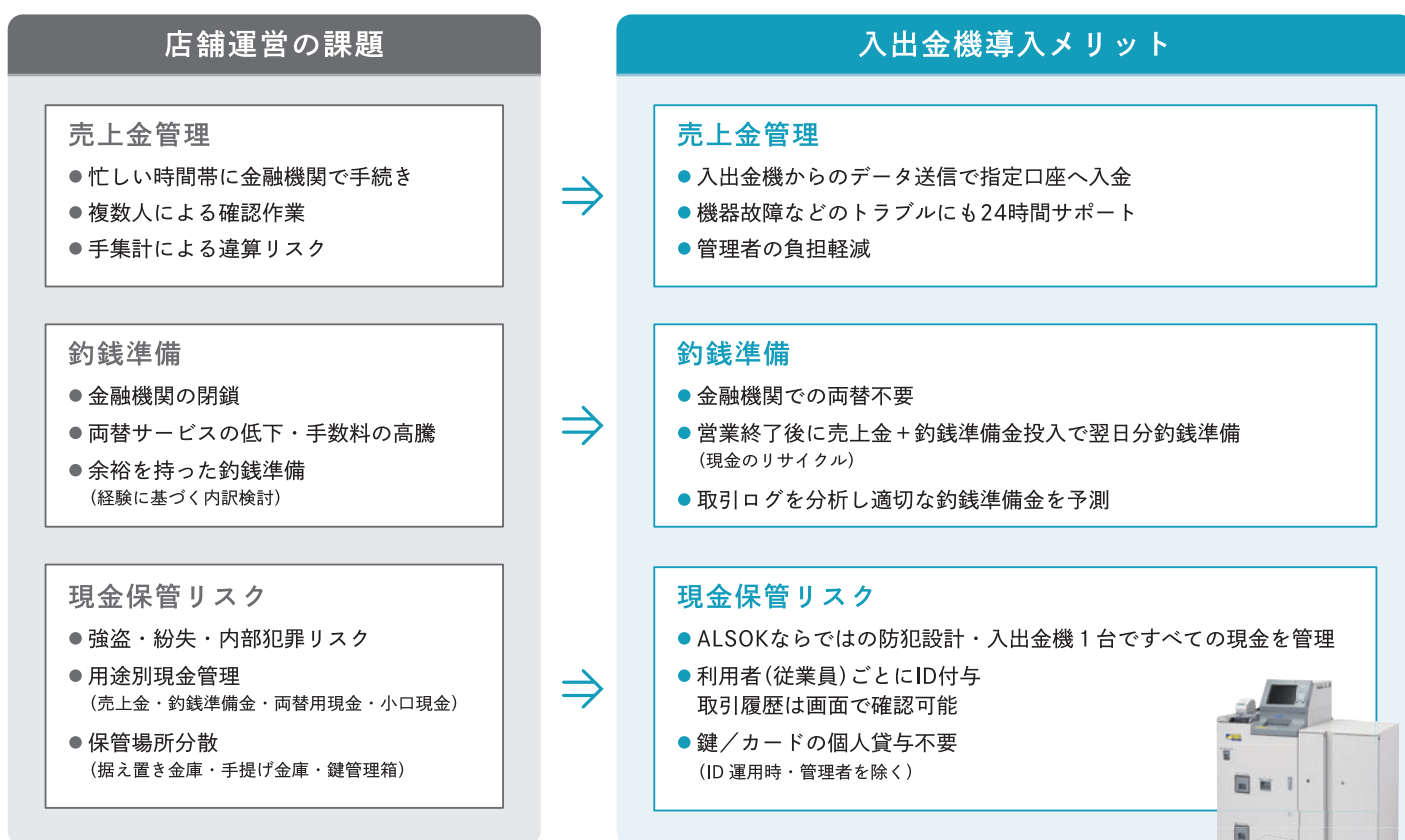 店舗運営の課題
売上金管理
● 忙しい時間帯に金融機関で手続き
● 複数人による確認作業
● 手集計による違算リスク
釣銭準備
● 金融機関の閉鎖
● 両替サービスの低下・手数料の高騰
● 余裕を持った釣銭準備
(経験に基づく内訳検討)
現金保管リスク
● 強盗・紛失・内部犯罪リスク
● 用途別現金管理
(売上金・釣銭準備金・両替用現金・小口現金)
● 保管場所分散
(据え置き金庫・手提げ金庫・鍵管理箱)
入出金機導入メリット
売上金管理
● 入出金機からのデータ送信で指定口座へ入金
● 機器故障などのトラブルにも24時間サポート
● 管理者の負担軽減
釣銭準備
● 金融機関での両替不要
● 営業終了後に売上金＋釣銭準備金投入で翌日分釣銭準備
(現金のリサイクル)
● 取引ログを分析し適切な釣銭準備金を予測
現金保管リスク
● ALSOKならではの防犯設計・入出金機1台ですべての現金を管理
● 利用者(従業員)ごとにID付与
取引履歴は画面で確認可能
● 鍵／カードの個人貸与不要
(ID運用時・管理者を除く)